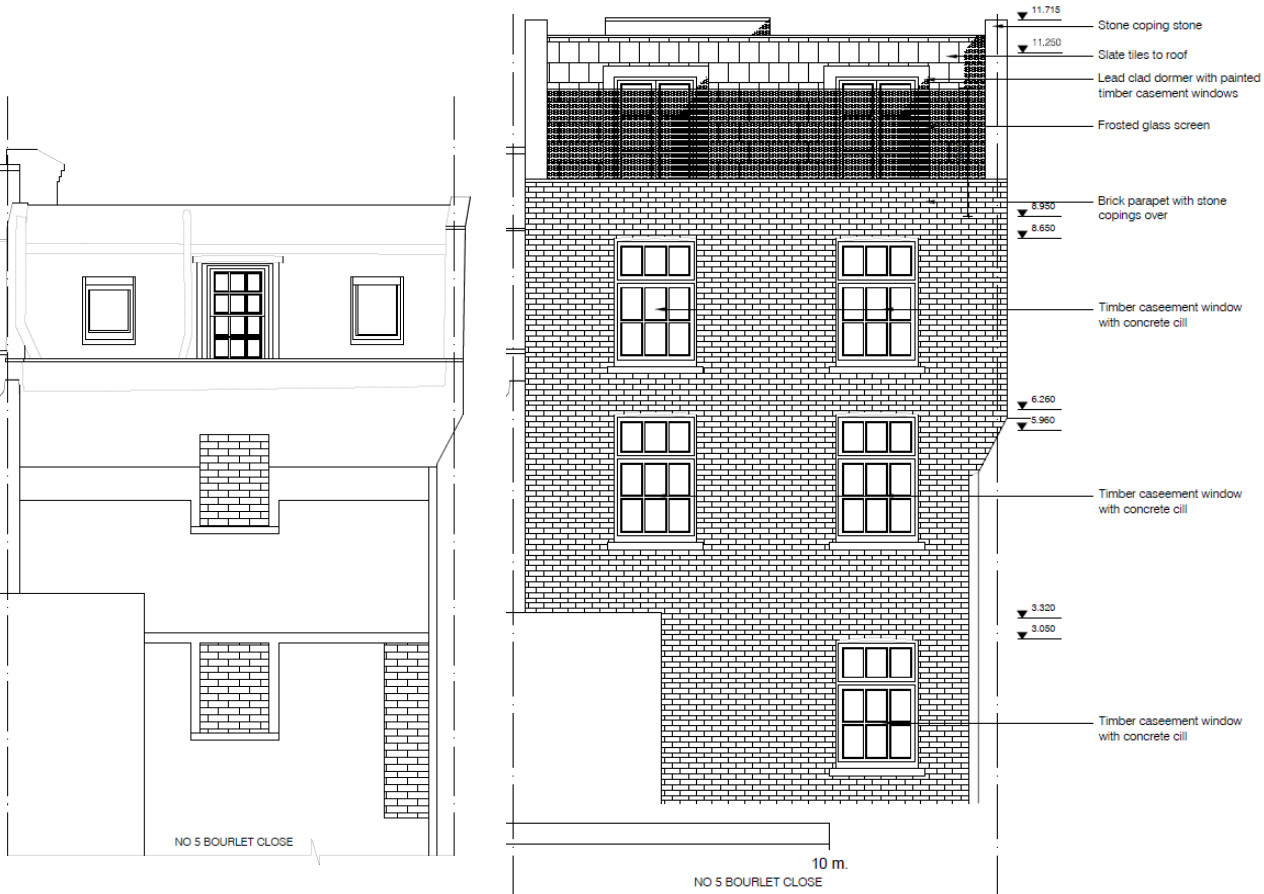 11.715
Stone coping stone
11.250
Slate tiles to roof
Lead clad dormer with painted
timber casement windows
Frosted glass screen
Brick parapet with stone
copings over
8.950
8.650
Timber caseement window
with concrete cill
6.260
5.960
Timber caseement window
with concrete cill
3.320
3.050
Timber caseement window
with concrete cill
NO 5 BOURLET CLOSE
10 m.
NO 5 BOURLET CLOSE